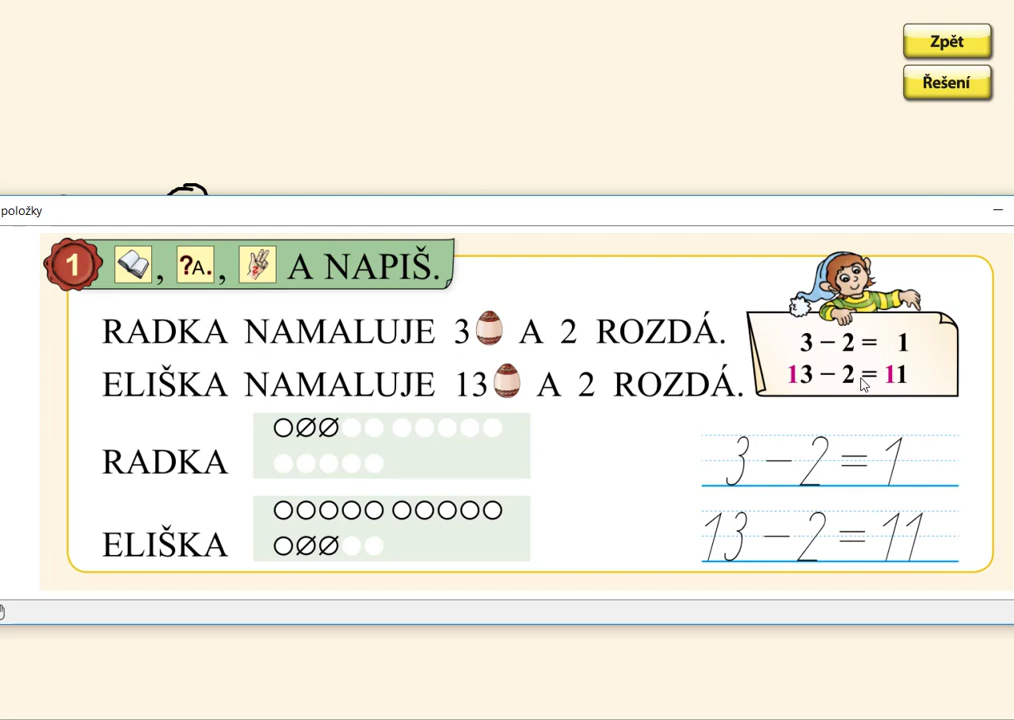 Zpět
Řešení
položky
1 , ?A. , A NAPIŠ.
RADKA NAMALUJE 3 A 2 ROZDÁ.
ELIŠKA NAMALUJE 13 A 2 ROZDÁ.
3 – 2 = 1
13 – 2 = 11
RADKA
3 – 2 = 1
ELIŠKA
13 – 2 = 11